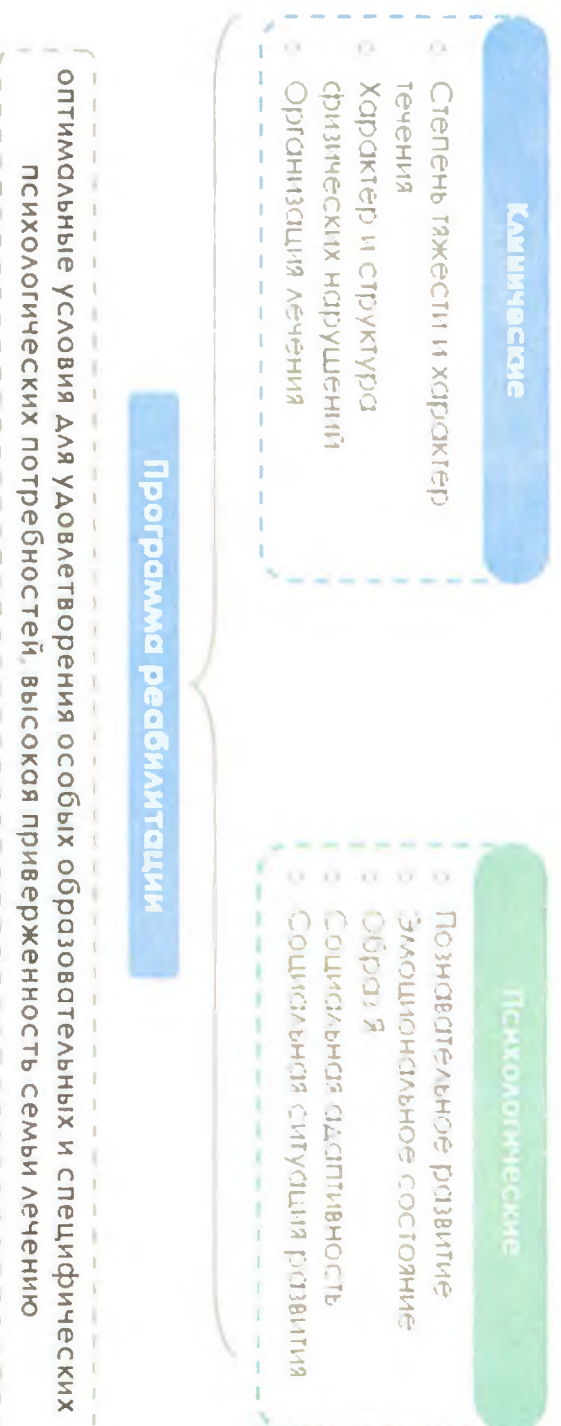 Клинические
Степень тяжести и характер
течения
Характер и структура
физических нарушений
Организация лечения
Психологические
Познавательное развитие
Эмоциональное состояние
Образ Я
Социальная адаптивность
Социальная ситуация развития
Программа реабилитации
оптимальные условия для удовлетворения особых образовательных и специфических
психологических потребностей, высокая приверженность семьи лечению